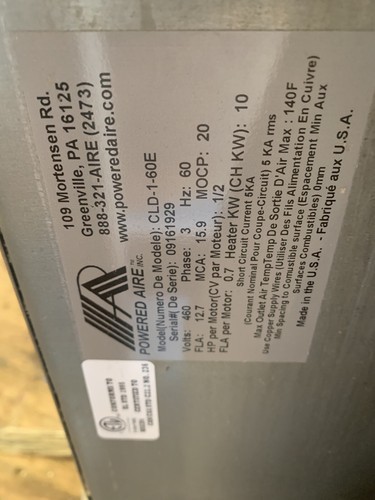 109 Mortensen Rd.
Greenville, PA 16125
888-321-AIRE (2473)
www.poweredaire.com
POWERED AIRE INC.
Model(Numero De Modele): CLD-1-60E
Serial#( De Serie): 09161929
Volts: 460 Phase: 3 Hz: 60
FLA: 12.7 MCA: 15.9 MOCP: 20
HP per Motor(CV par Moteur): 1/2
FLA per Motor: 0.7 Heater KW (CH KW): 10
Short Circuit Current 5KA
(Courant Nominal Pour Coupe-Circuit) 5 KA rms
Max Outlet Air Temp/Temp De Sortie D'Air Max : 140F
Use Copper Supply Wires (Utiliser Des Fils Alimentation En Cuivre)
Min Spacing to Comustible surface (Espacement Min Aux
Surfaces Combustibles) 0mm
Made in the U.S.A. - Fabriqué aux U.S.A.
CONFORMS TO
CERTIFIED TO